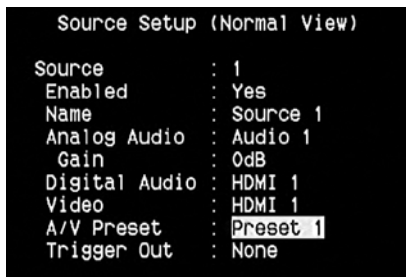 Source Setup (Normal View)
Source : 1
Enabled : Yes
Name : Source 1
Analog Audio : Audio 1
Gain : 0dB
Digital Audio : HDMI 1
Video : HDMI 1
A/V Preset : Preset 1
Trigger Out : None